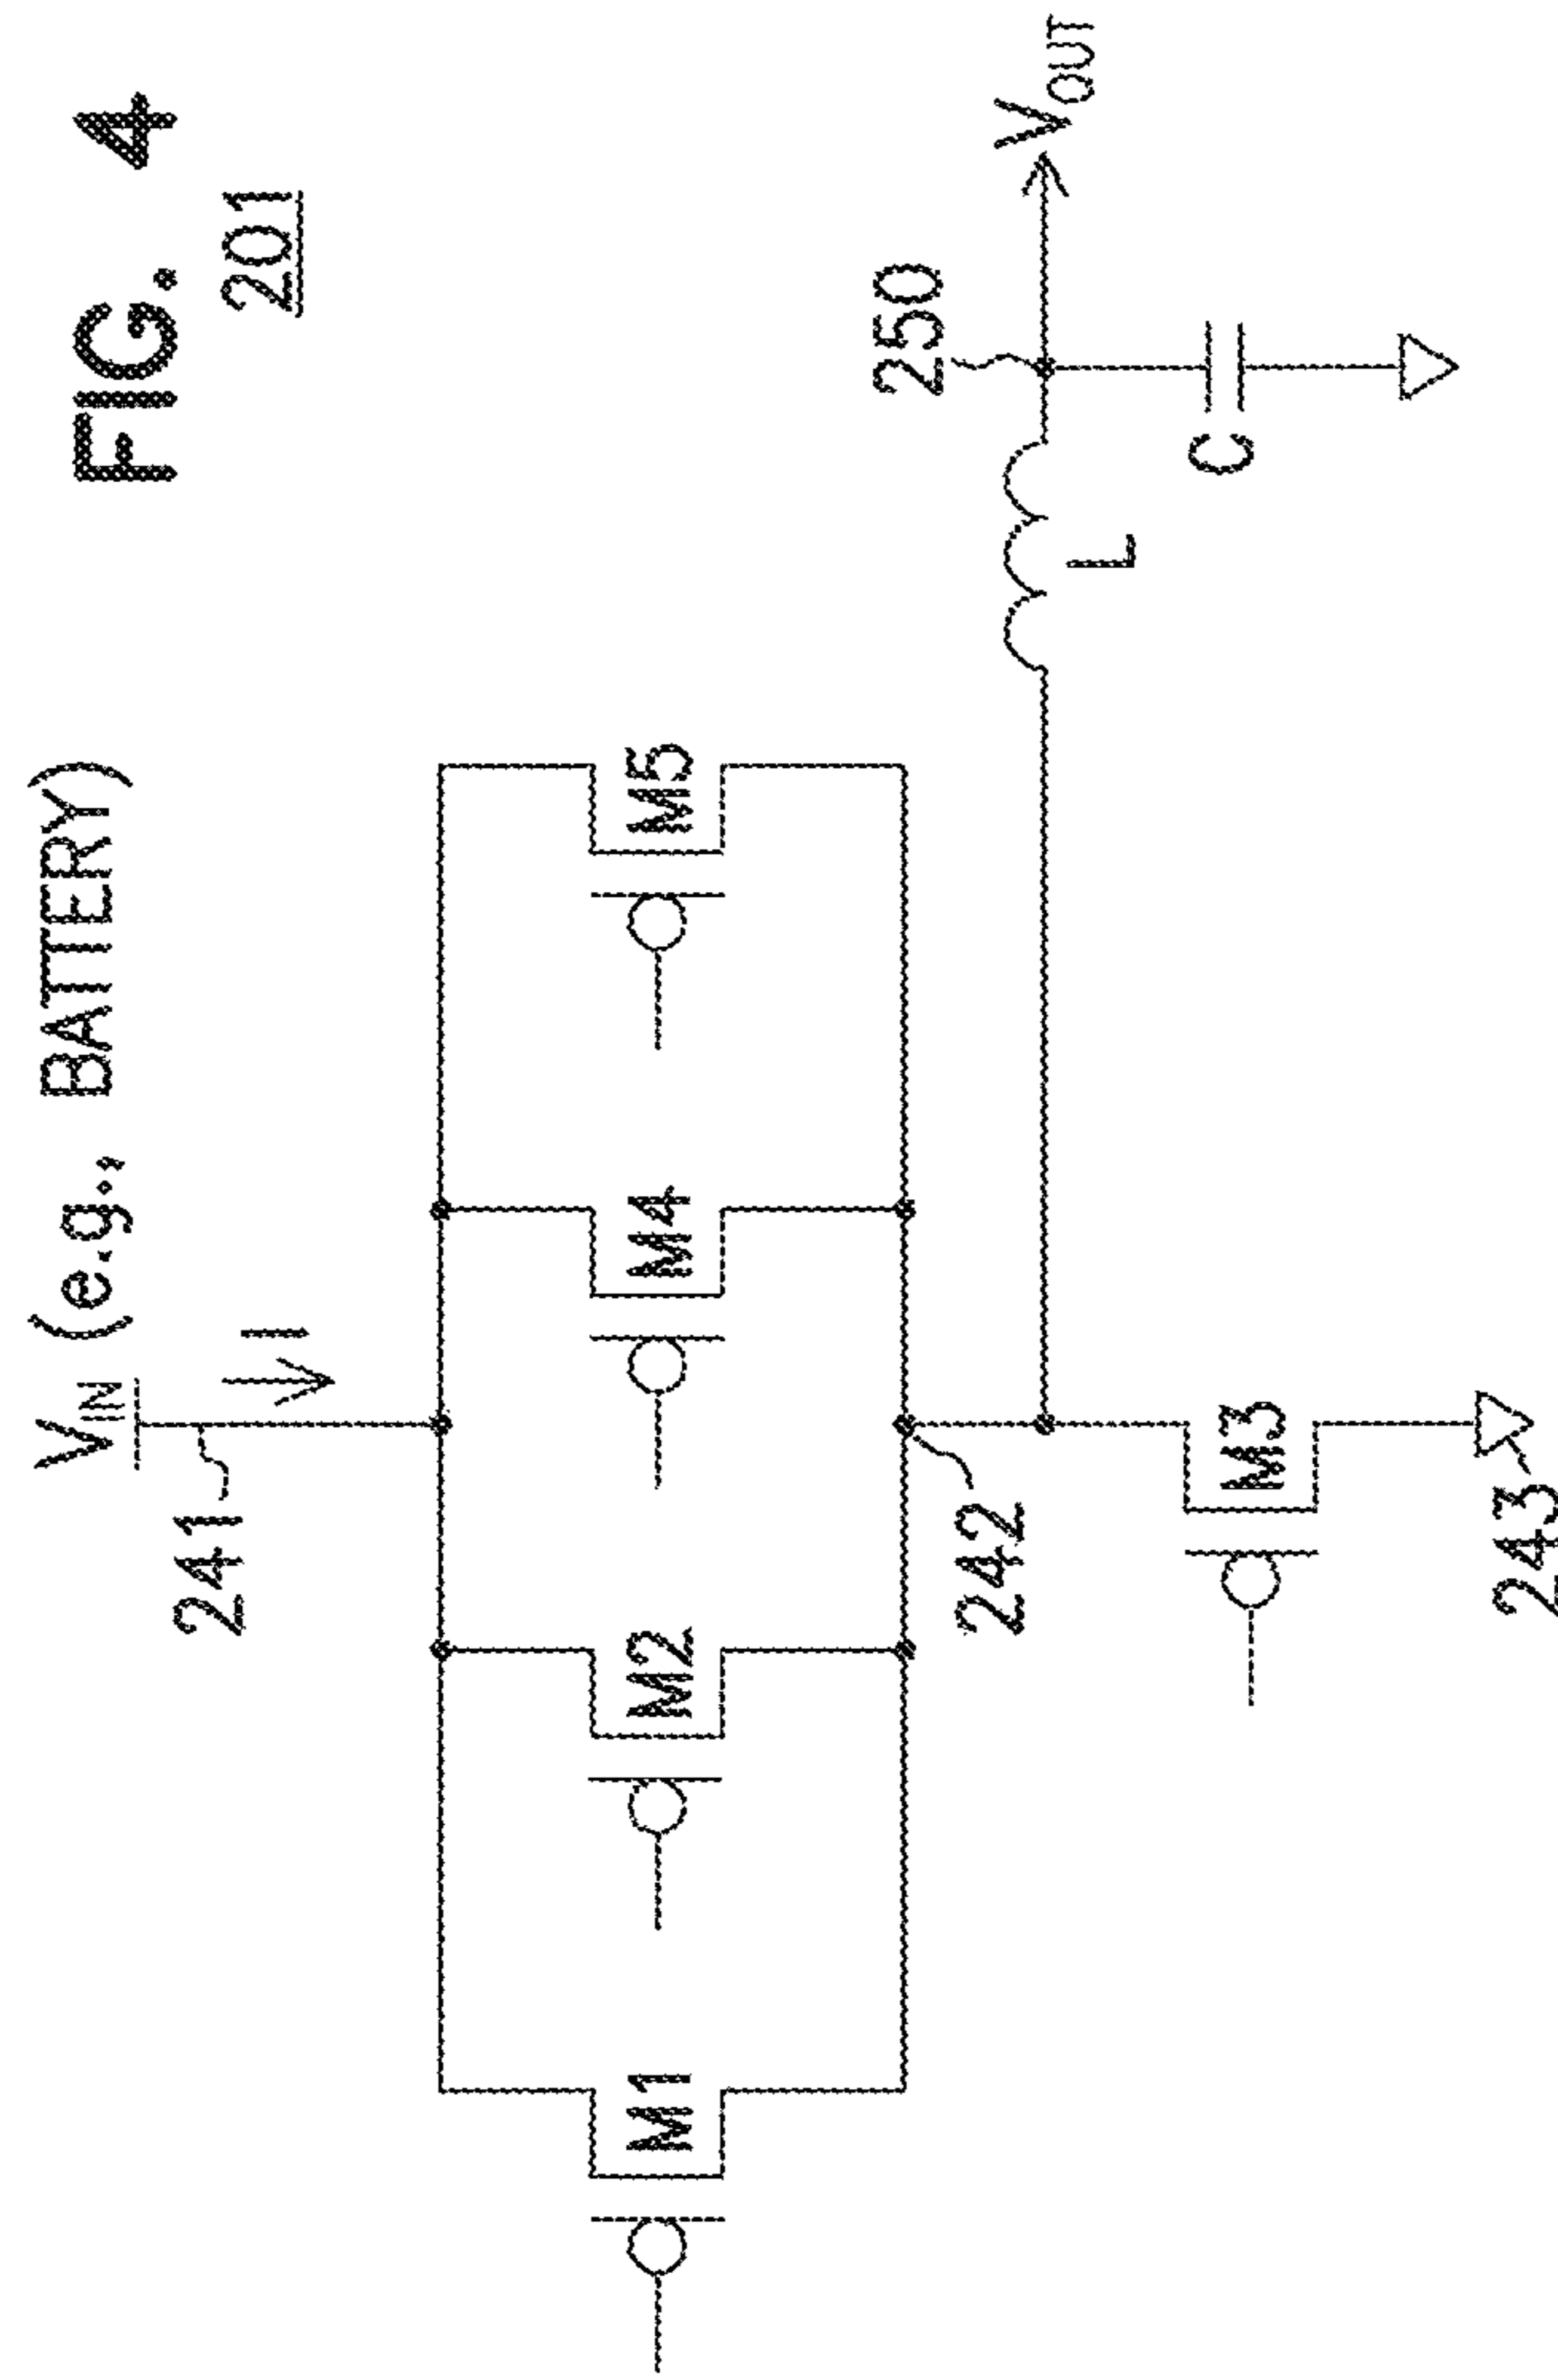 FIG. 4
201
VIN (e.g., BATTERY)
241
I
M1
M2
M4
M5
242
250
VOUT
L
C
M3
243